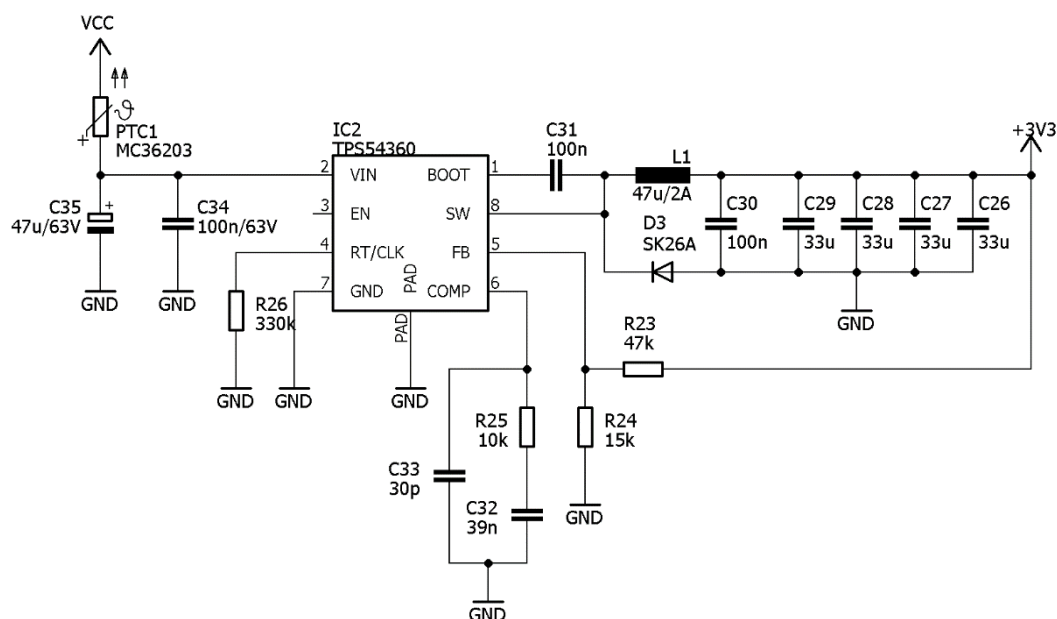 VCC
+
ϑ
PTC1
MC36203
C35
47u/63V
+
C34
100n/63V
GND
GND
IC2
TPS54360
2
VIN
3
EN
4
RT/CLK
7
GND
BOOT
1
SW
8
FB
5
COMP
6
PAD
PAD
R26
330k
GND
GND
GND
C31
100n
L1
47u/2A
D3
SK26A
C30
100n
C29
33u
C28
33u
C27
33u
C26
33u
+3V3
GND
R23
47k
R25
10k
R24
15k
GND
C33
30p
C32
39n
GND